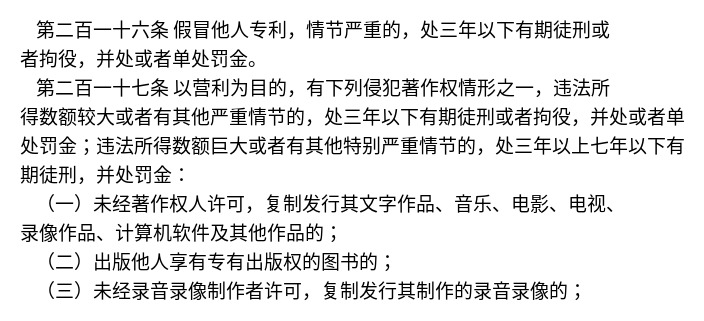 第二百一十六条 假冒他人专利，情节严重的，处三年以下有期徒刑或
者拘役，并处或者单处罚金。
第二百一十七条 以营利为目的，有下列侵犯著作权情形之一，违法所
得数额较大或者有其他严重情节的，处三年以下有期徒刑或者拘役，并处或者单
处罚金；违法所得数额巨大或者有其他特别严重情节的，处三年以上七年以下有
期徒刑，并处罚金：
（一）未经著作权人许可，复制发行其文字作品、音乐、电影、电视、
录像作品、计算机软件及其他作品的；
（二）出版他人享有专有出版权的图书的；
（三）未经录音录像制作者许可，复制发行其制作的录音录像的；